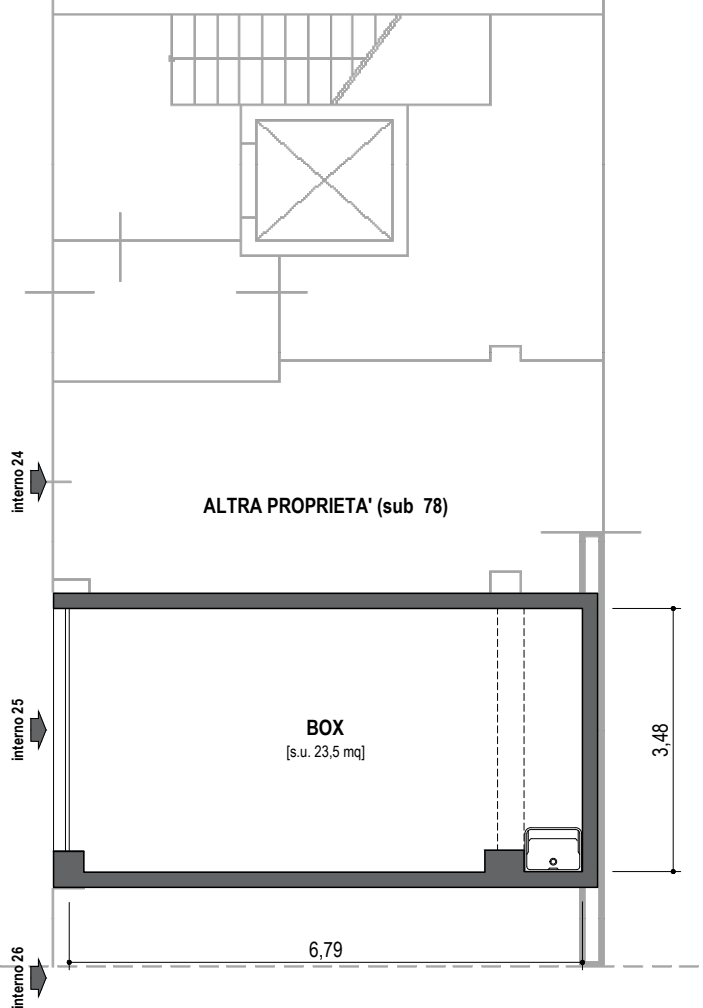 interno 24
ALTRA PROPRIETA' (sub 78)
interno 25
BOX
[s.u. 23,5 mq]
3,48
6,79
interno 26